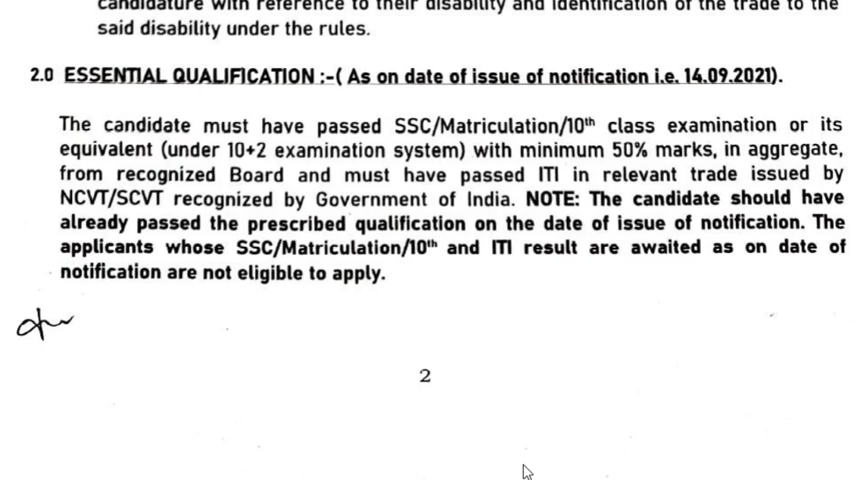 candidature with reference to their disability and identification of the trade to the
said disability under the rules.
2.0 ESSENTIAL QUALIFICATION :-( As on date of issue of notification i.e. 14.09.2021).
The candidate must have passed SSC/Matriculation/10th class examination or its
equivalent (under 10+2 examination system) with minimum 50% marks, in aggregate,
from recognized Board and must have passed ITI in relevant trade issued by
NCVT/SCVT recognized by Government of India. NOTE: The candidate should have
already passed the prescribed qualification on the date of issue of notification. The
applicants whose SSC/Matriculation/10th and ITI result are awaited as on date of
notification are not eligible to apply.
2